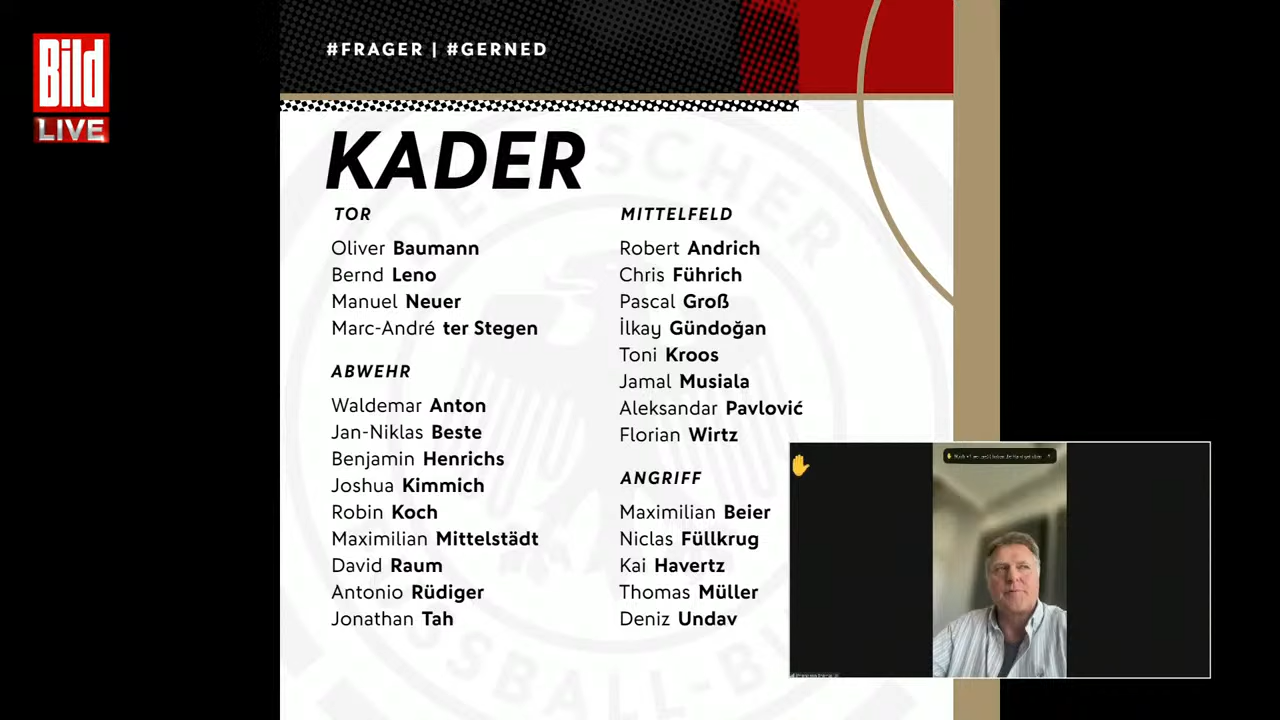 Bild
LIVE
#FRAGER | #GERNED
KADER
TOR
Oliver Baumann
Bernd Leno
Manuel Neuer
Marc-André ter Stegen
ABWEHR
Waldemar Anton
Jan-Niklas Beste
Benjamin Henrichs
Joshua Kimmich
Robin Koch
Maximilian Mittelstädt
David Raum
Antonio Rüdiger
Jonathan Tah
MITTELFELD
Robert Andrich
Chris Führich
Pascal Groß
İlkay Gündoğan
Toni Kroos
Jamal Musiala
Aleksandar Pavlović
Florian Wirtz
ANGRIFF
Maximilian Beier
Niclas Füllkrug
Kai Havertz
Thomas Müller
Deniz Undav